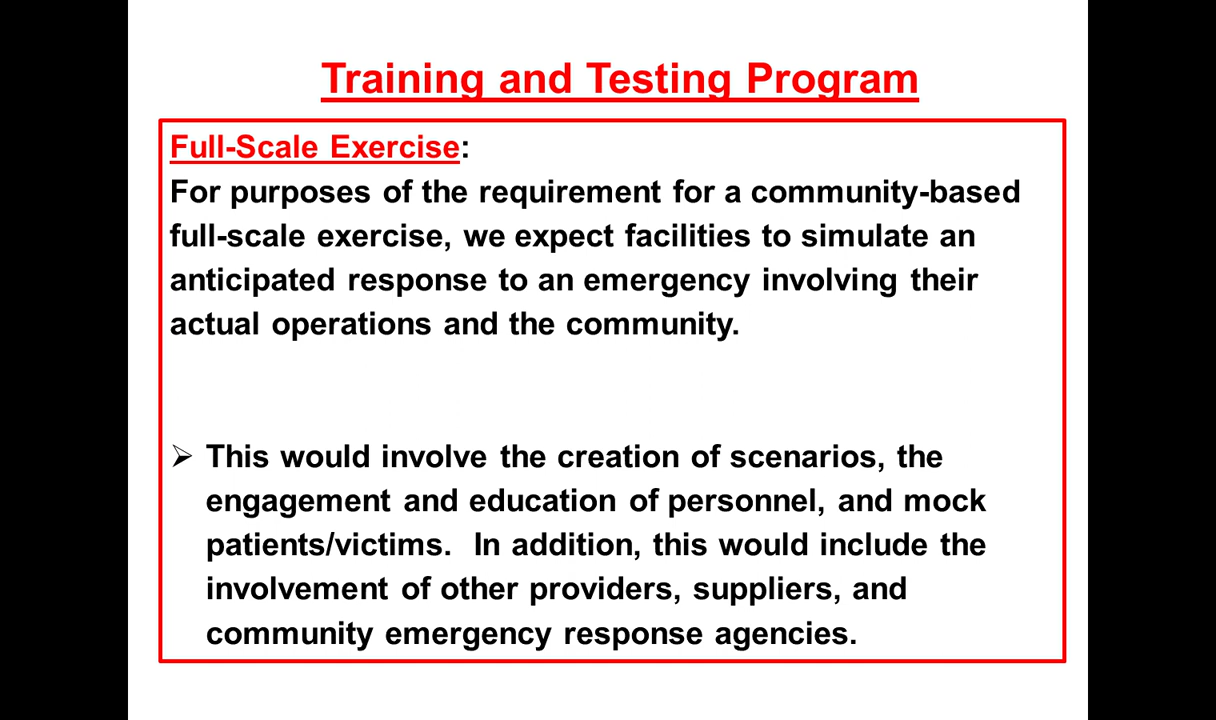 Training and Testing Program
Full-Scale Exercise:
For purposes of the requirement for a community-based
full-scale exercise, we expect facilities to simulate an
anticipated response to an emergency involving their
actual operations and the community.
➢ This would involve the creation of scenarios, the
engagement and education of personnel, and mock
patients/victims.  In addition, this would include the
involvement of other providers, suppliers, and
community emergency response agencies.